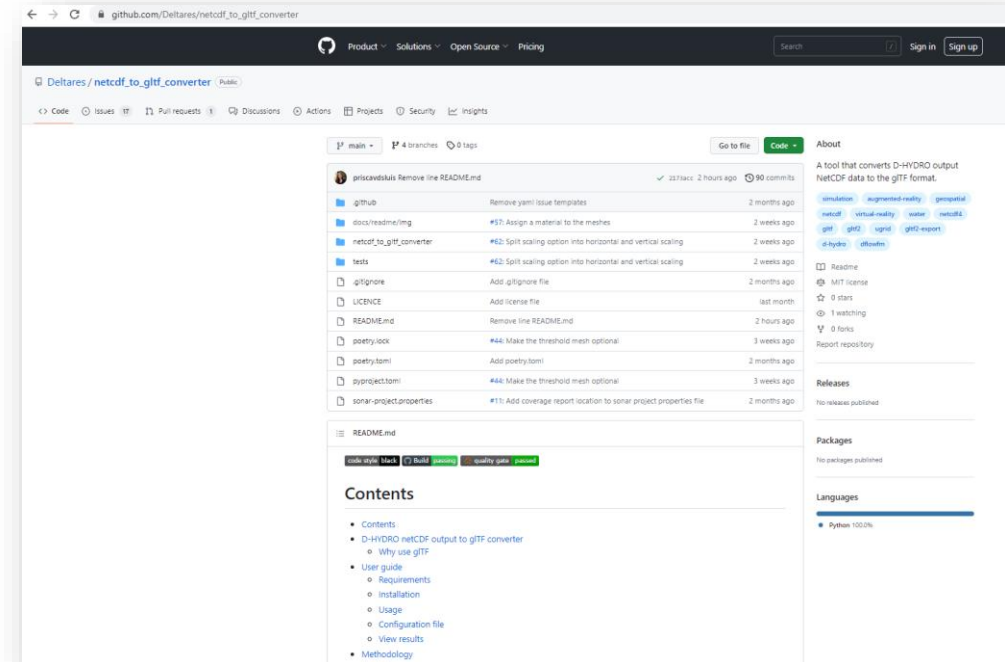 github.com/Deltares/netcdf_to_gltf_converter
Product Solutions Open Source Pricing Search / Sign in Sign up
Deltares / netcdf_to_gltf_converter Public
Code Issues 17 Pull requests 1 Discussions Actions Projects Security Insights
main 4 branches 0 tags Go to file Code
priscavdsluis Remove line README.md 2 hours ago 90 commits
.github Remove yaml issue templates 2 months ago
docs/readme/img #57: Assign a material to the meshes 2 weeks ago
netcdf_to_gltf_converter #62: Split scaling option into horizontal and vertical scaling 2 weeks ago
tests #62: Split scaling option into horizontal and vertical scaling 2 weeks ago
.gitignore Add .gitignore file 2 months ago
LICENCE Add license file last month
README.md Remove line README.md 2 hours ago
poetry.lock #44: Make the threshold mesh optional 3 weeks ago
poetry.toml Add poetry.toml 2 months ago
pyproject.toml #44: Make the threshold mesh optional 3 weeks ago
sonar-project.properties #11: Add coverage report location to sonar project properties file 2 months ago
README.md
code style black Build passing quality gate passed
Contents
Contents
D-HYDRO netCDF output to glTF converter
Why use glTF
User guide
Requirements
Installation
Usage
Configuration file
View results
Methodology
About
A tool that converts D-HYDRO output
NetCDF data to the glTF format.
simulation augmented-reality geospatial
netcdf virtual-reality water netcdf4
gltf gltf2 ugrid gltf2-export
d-hydro dflowfm
Readme
MIT license
0 stars
1 watching
0 forks
Report repository
Releases
No releases published
Packages
No packages published
Languages
Python 100.0%